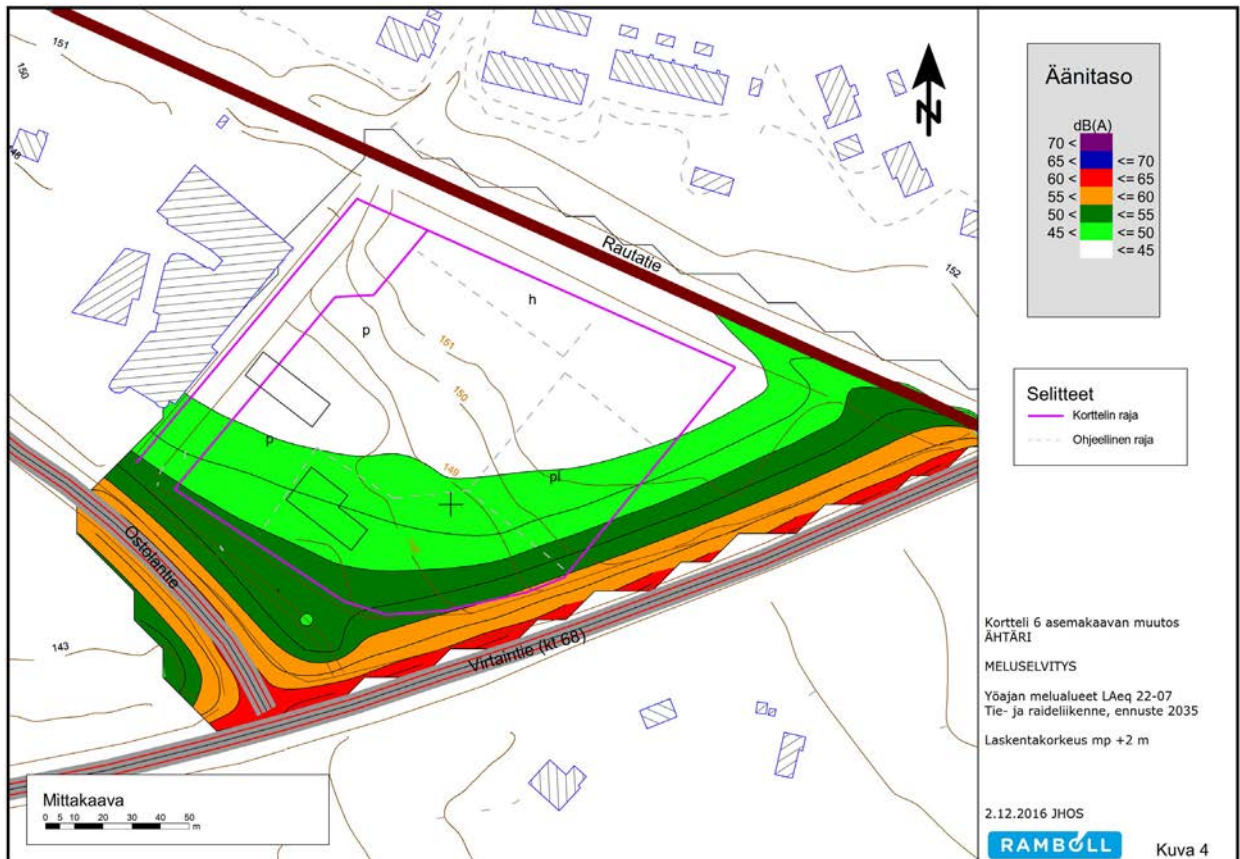 151
150
148
Rautatie
152
h
p
151
150
p
149
pl
Ostolantie
143
Virtaintie (kt 68)
Mittakaava
0 5 10 20 30 40 50
m
N
Äänitaso
dB(A)
70 <
65 < <= 70
60 < <= 65
55 < <= 60
50 < <= 55
45 < <= 50
<= 45
Selitteet
Korttelin raja
Ohjeellinen raja
Kortteli 6 asemakaavan muutos
ÄHTÄRI
MELUSELVITYS
Yöajan melualueet LAeq 22-07
Tie- ja raideliikenne, ennuste 2035
Laskentakorkeus mp +2 m
2.12.2016 JHOS
RAMBOLL
Kuva 4